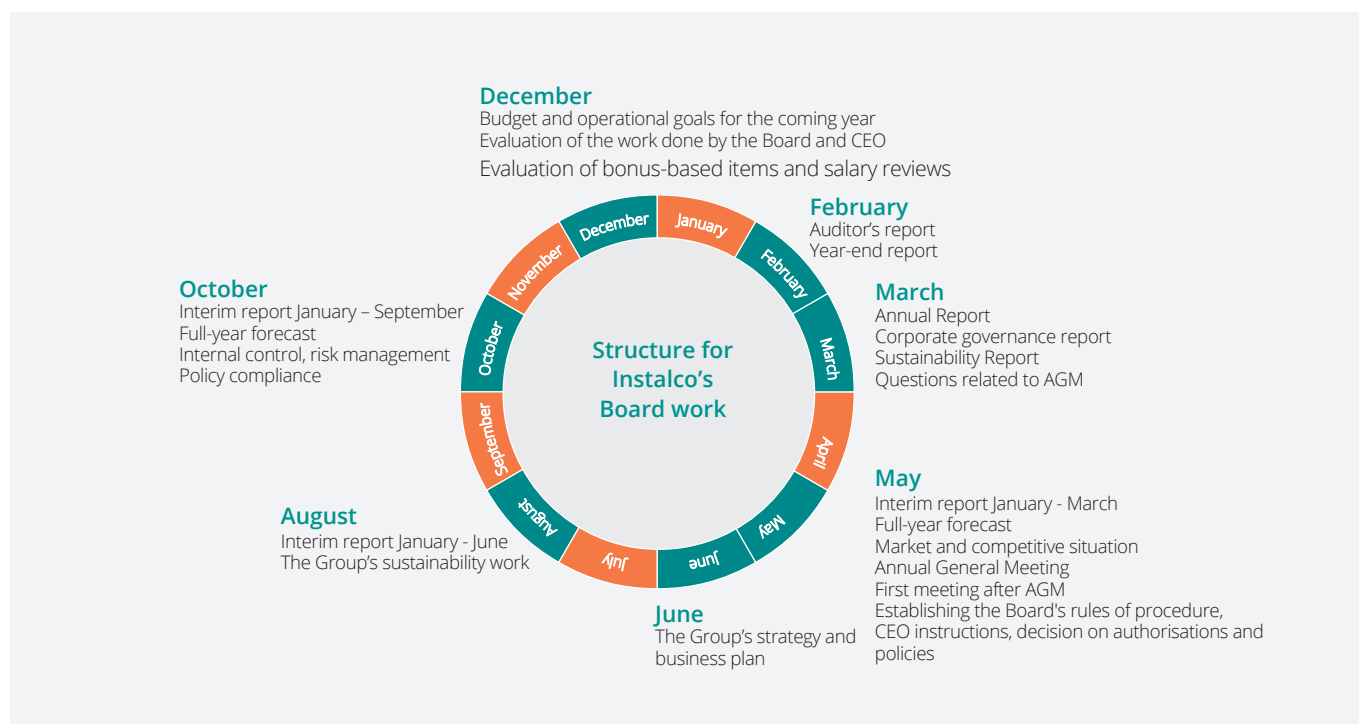 December
Budget and operational goals for the coming year
Evaluation of the work done by the Board and CEO
Evaluation of bonus-based items and salary reviews
February
Auditor’s report
Year-end report
March
Annual Report
Corporate governance report
Sustainability Report
Questions related to AGM
May
Interim report January - March
Full-year forecast
Market and competitive situation
Annual General Meeting
First meeting after AGM
Establishing the Board's rules of procedure,
CEO instructions, decision on authorisations and
policies
June
The Group’s strategy and
business plan
August
Interim report January - June
The Group’s sustainability work
October
Interim report January – September
Full-year forecast
Internal control, risk management
Policy compliance
January
February
March
April
May
June
July
August
September
October
November
December
Structure for
Instalco’s
Board work